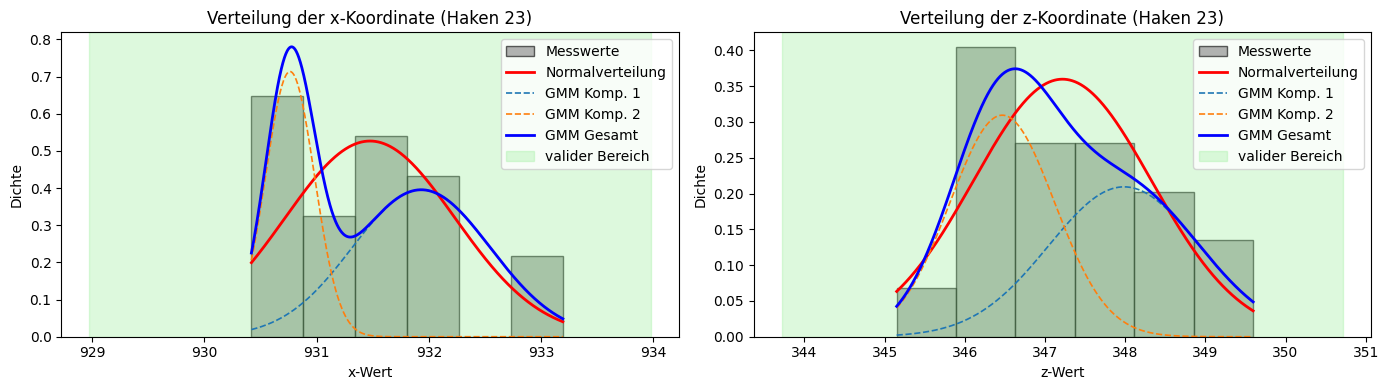 Verteilung der x-Koordinate (Haken 23)
Dichte
0.8
0.7
0.6
0.5
0.4
0.3
0.2
0.1
0.0
Messwerte
Normalverteilung
GMM Komp. 1
GMM Komp. 2
GMM Gesamt
valider Bereich
929 930 931 932 933 934
x-Wert
Verteilung der z-Koordinate (Haken 23)
Dichte
0.40
0.35
0.30
0.25
0.20
0.15
0.10
0.05
0.00
Messwerte
Normalverteilung
GMM Komp. 1
GMM Komp. 2
GMM Gesamt
valider Bereich
344 345 346 347 348 349 350 351
z-Wert